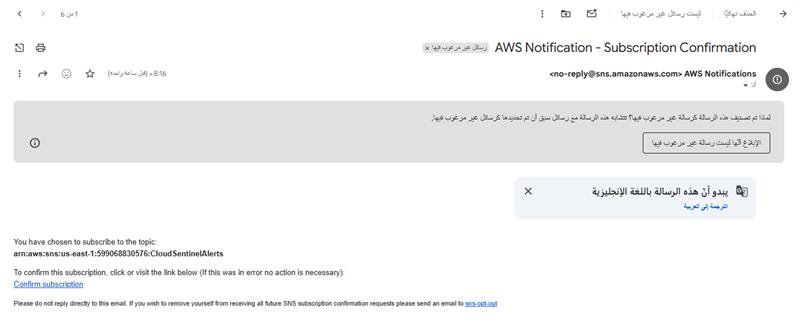 1 من 6
ليست رسائل غير مرغوب فيها
الحذف نهائيًا
AWS Notification - Subscription Confirmation
رسائل غير مرغوب فيها ×
AWS Notifications <no-reply@sns.amazonaws.com>
8:16 م (قبل ساعة واحدة)
أنا
لماذا تم تصنيف هذه الرسالة كرسالة غير مرغوب فيها؟ تتشابه هذه الرسالة مع رسائل سبق أن تم تحديدها كرسائل غير مرغوب فيها.
الإبلاغ أنّها ليست رسالة غير مرغوب فيها
يبدو أنّ هذه الرسالة باللغة الإنجليزية
الترجمة إلى العربية
You have chosen to subscribe to the topic:
arn:aws:sns:us-east-1:599068830576:CloudSentinelAlerts
To confirm this subscription, click or visit the link below (If this was in error no action is necessary):
Confirm subscription
Please do not reply directly to this email. If you wish to remove yourself from receiving all future SNS subscription confirmation requests please send an email to sns-opt-out